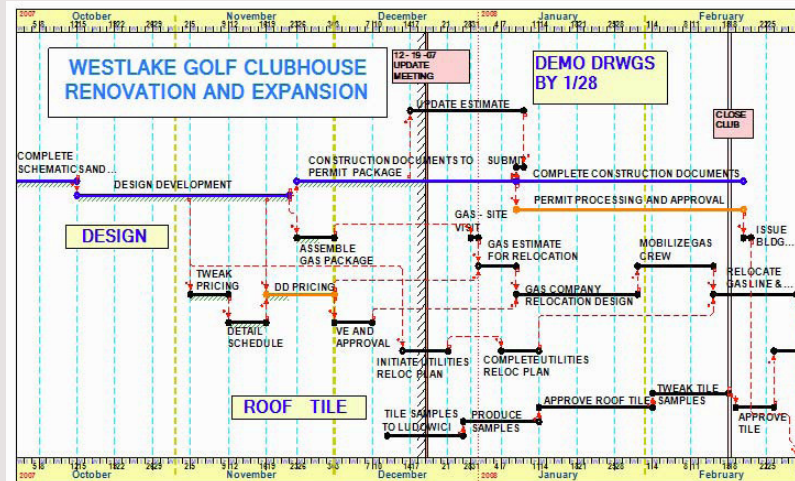 2007
2008
October
November
December
January
February
WESTLAKE GOLF CLUBHOUSE
RENOVATION AND EXPANSION
12-19-07
UPDATE
MEETING
DEMO DRWGS
BY 1/28
UPDATE ESTIMATE
CLOSE
CLUB
COMPLETE
SCHEMATICS AND...
CONSTRUCTION DOCUMENTS TO
PERMIT PACKAGE
SUBMIT
COMPLETE CONSTRUCTION DOCUMENTS
DESIGN DEVELOPMENT
PERMIT PROCESSING AND APPROVAL
DESIGN
GAS - SITE
VISIT
ISSUE
BLDG...
ASSEMBLE
GAS PACKAGE
GAS ESTIMATE
FOR RELOCATION
MOBILIZE GAS
CREW
TWEAK
PRICING
DD PRICING
GAS COMPANY
RELOCATION DESIGN
RELOCATE
GASLINE & ...
DETAIL
SCHEDULE
VE AND
APPROVAL
INITIATE UTILITIES
RELOC PLAN
COMPLETE UTILITIES
RELOC PLAN
ROOF TILE
TILE SAMPLES
TO LUDOWICI
PRODUCE
SAMPLES
APPROVE ROOF TILE
TWEAK TILE
SAMPLES
APPROVE
TILE
October
November
December
January
February
2007
2008